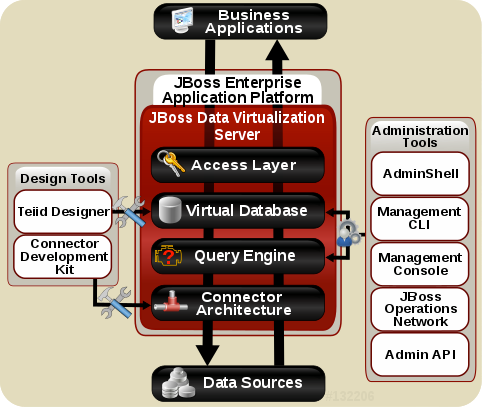 Business
Applications
JBoss Enterprise
Application Platform
JBoss Data Virtualization
Server
Access Layer
Virtual Database
Query Engine
Connector
Architecture
Data Sources
Design Tools
Teiid Designer
Connector
Development
Kit
Administration
Tools
AdminShell
Management
CLI
Management
Console
JBoss
Operations
Network
Admin API
#132206